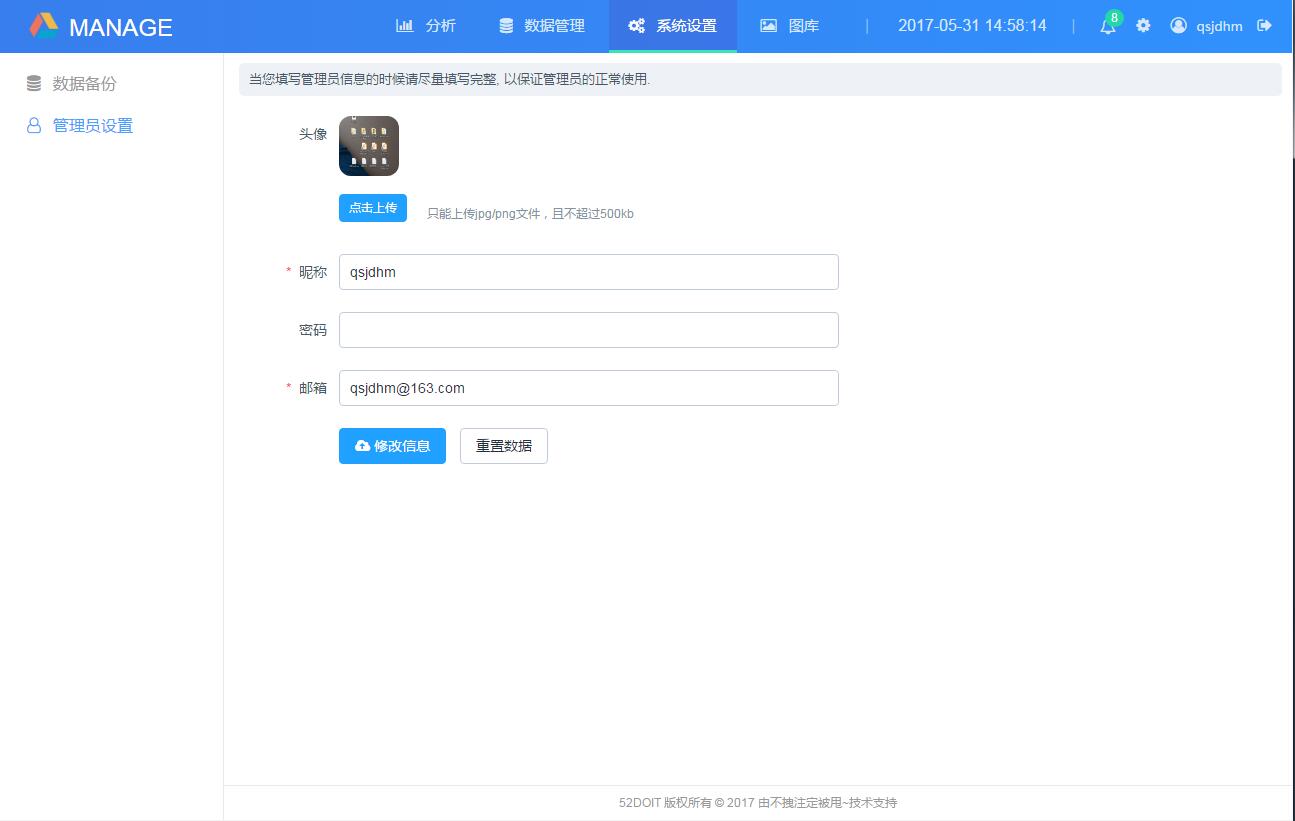 MANAGE
分析
数据管理
系统设置
图库
|
2017-05-31 14:58:14
|
8
qsjdhm
数据备份
管理员设置
当您填写管理员信息的时候请尽量填写完整, 以保证管理员的正常使用.
头像
点击上传
只能上传jpg/png文件，且不超过500kb
* 昵称
qsjdhm
密码
* 邮箱
qsjdhm@163.com
修改信息
重置数据
52DOIT 版权所有 © 2017 由不拽注定被甩~技术支持